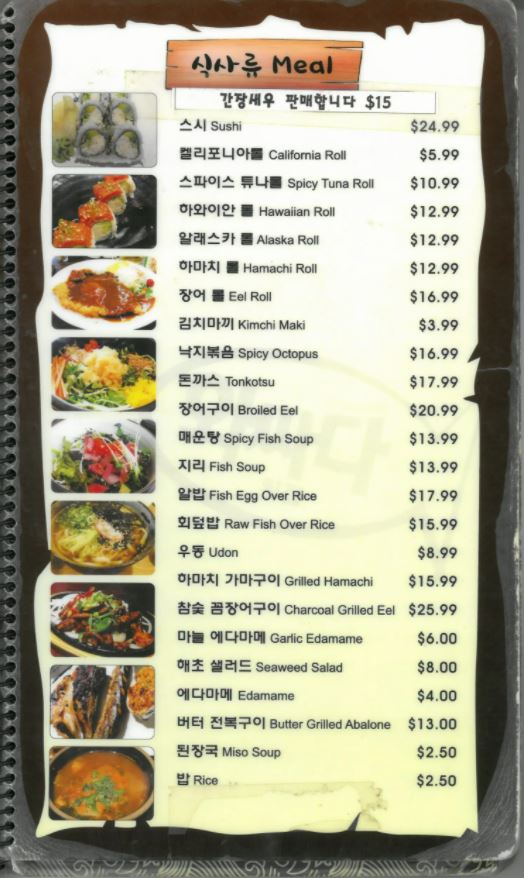 식사류 Meal
간장새우 판매합니다 $15
스시 Sushi $24.99
켈리포니아롤 California Roll $5.99
스파이스 튜나롤 Spicy Tuna Roll $10.99
하와이안 롤 Hawaiian Roll $12.99
알래스카 롤 Alaska Roll $12.99
하마치 롤 Hamachi Roll $12.99
장어 롤 Eel Roll $16.99
김치마끼 Kimchi Maki $3.99
낙지볶음 Spicy Octopus $16.99
돈까스 Tonkotsu $17.99
장어구이 Broiled Eel $20.99
매운탕 Spicy Fish Soup $13.99
지리 Fish Soup $13.99
알밥 Fish Egg Over Rice $17.99
회덮밥 Raw Fish Over Rice $15.99
우동 Udon $8.99
하마치 가마구이 Grilled Hamachi $15.99
참숯 꼼장어구이 Charcoal Grilled Eel $25.99
마늘 에다마메 Garlic Edamame $6.00
해초 샐러드 Seaweed Salad $8.00
에다마메 Edamame $4.00
버터 전복구이 Butter Grilled Abalone $13.00
된장국 Miso Soup $2.50
밥 Rice $2.50